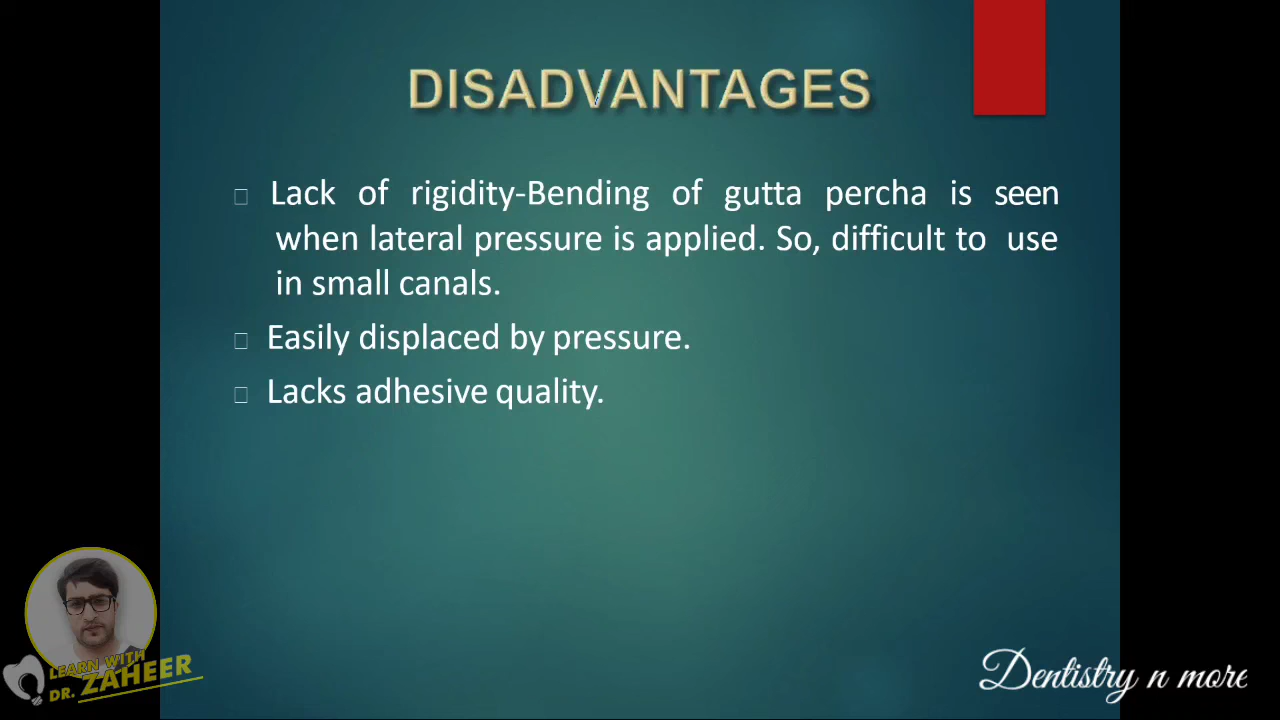 DISADVANTAGES
Lack of rigidity-Bending of gutta percha is seen
when lateral pressure is applied. So, difficult to use
in small canals.
Easily displaced by pressure.
Lacks adhesive quality.
LEARN WITH
DR. ZAHEER
Dentistry n more